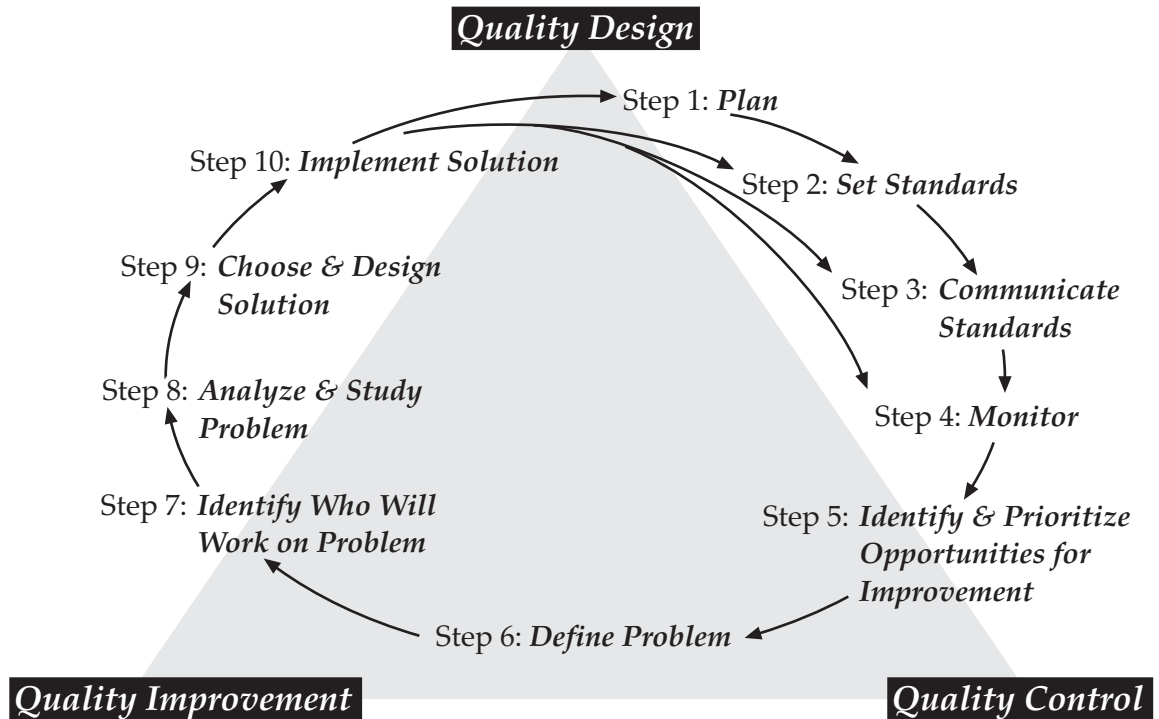 Quality Design
Step 1: Plan
Step 2: Set Standards
Step 3: Communicate
Standards
Step 4: Monitor
Step 5: Identify & Prioritize
Opportunities for
Improvement
Step 6: Define Problem
Step 7: Identify Who Will
Work on Problem
Step 8: Analyze & Study
Problem
Step 9: Choose & Design
Solution
Step 10: Implement Solution
Quality Improvement
Quality Control